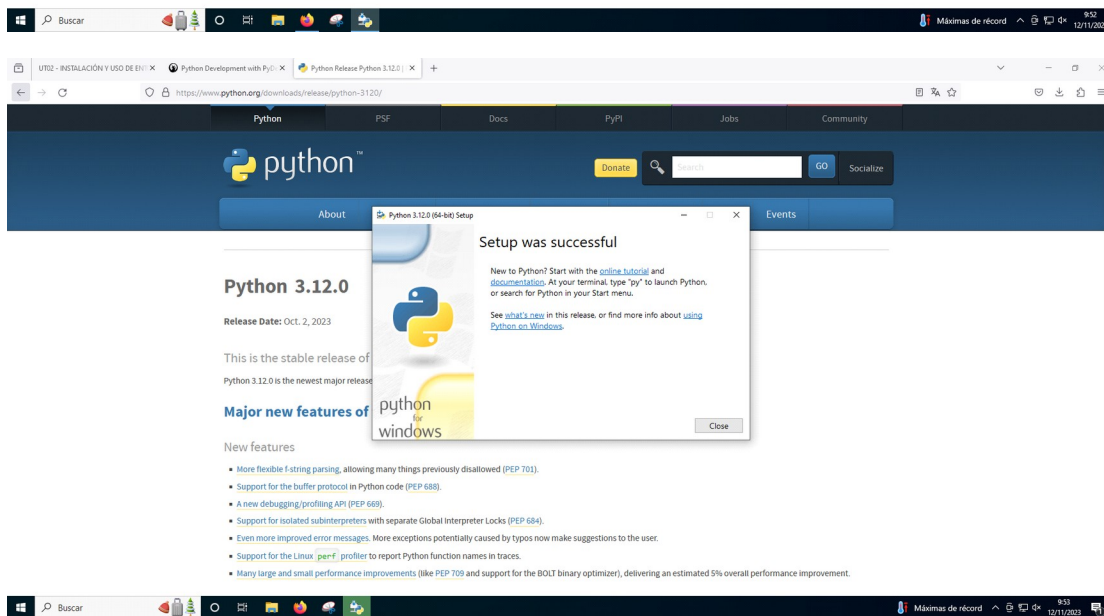 Buscar
Máximas de récord
9:52
12/11/202
UT02 - INSTALACIÓN Y USO DE ENT
Python Development with PyD
Python Release Python 3.12.0 |
https://www.python.org/downloads/release/python-3120/
Python PSF Docs PyPI Jobs Community
python™
Donate
Search
GO
Socialize
About
Events
Python 3.12.0 (64-bit) Setup
Setup was successful
New to Python? Start with the online tutorial and
documentation. At your terminal, type "py" to launch Python,
or search for Python in your Start menu.
See what's new in this release, or find more info about using
Python on Windows.
python
for
windows
Close
Python 3.12.0
Release Date: Oct. 2, 2023
This is the stable release of
Python 3.12.0 is the newest major release
Major new features of
New features
More flexible f-string parsing, allowing many things previously disallowed (PEP 701).
Support for the buffer protocol in Python code (PEP 688).
A new debugging/profiling API (PEP 669).
Support for isolated subinterpreters with separate Global Interpreter Locks (PEP 684).
Even more improved error messages. More exceptions potentially caused by typos now make suggestions to the user.
Support for the Linux perf profiler to report Python function names in traces.
Many large and small performance improvements (like PEP 709 and support for the BOLT binary optimizer), delivering an estimated 5% overall performance improvement.
Buscar
Máximas de récord
9:53
12/11/2023